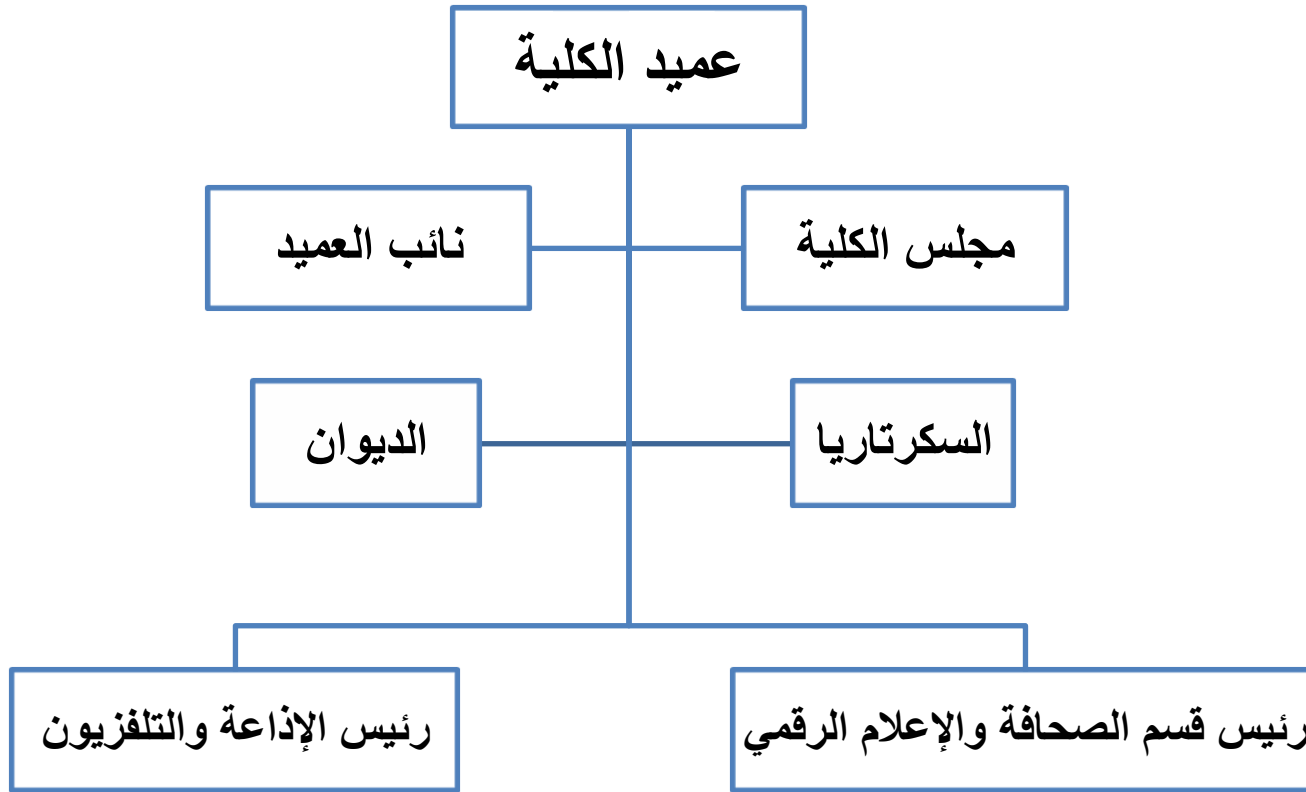 عميد الكلية
مجلس الكلية
نائب العميد
السكرتاريا
الديوان
رئيس قسم الصحافة والإعلام الرقمي
رئيس الإذاعة والتلفزيون